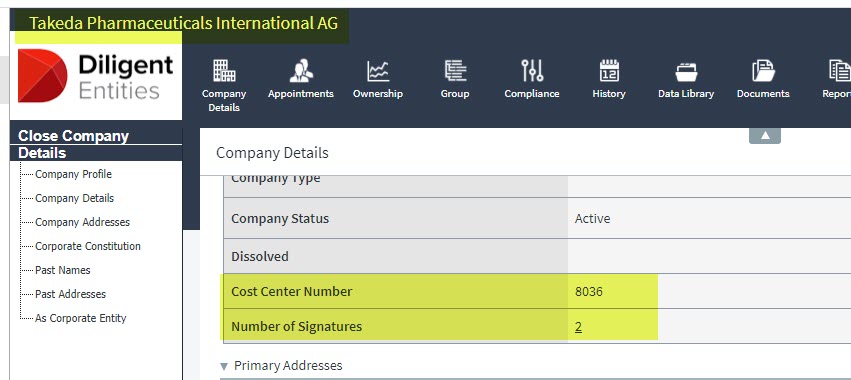 Takeda Pharmaceuticals International AG
Diligent
Entities
Company
Details
Appointments
Ownership
Group
Compliance
History
12
Data Library
Documents
Close Company
Details
Company Profile
Company Details
Company Addresses
Corporate Constitution
Past Names
Past Addresses
As Corporate Entity
Company Details
Company Type
Company Status Active
Dissolved
Cost Center Number 8036
Number of Signatures 2
Primary Addresses